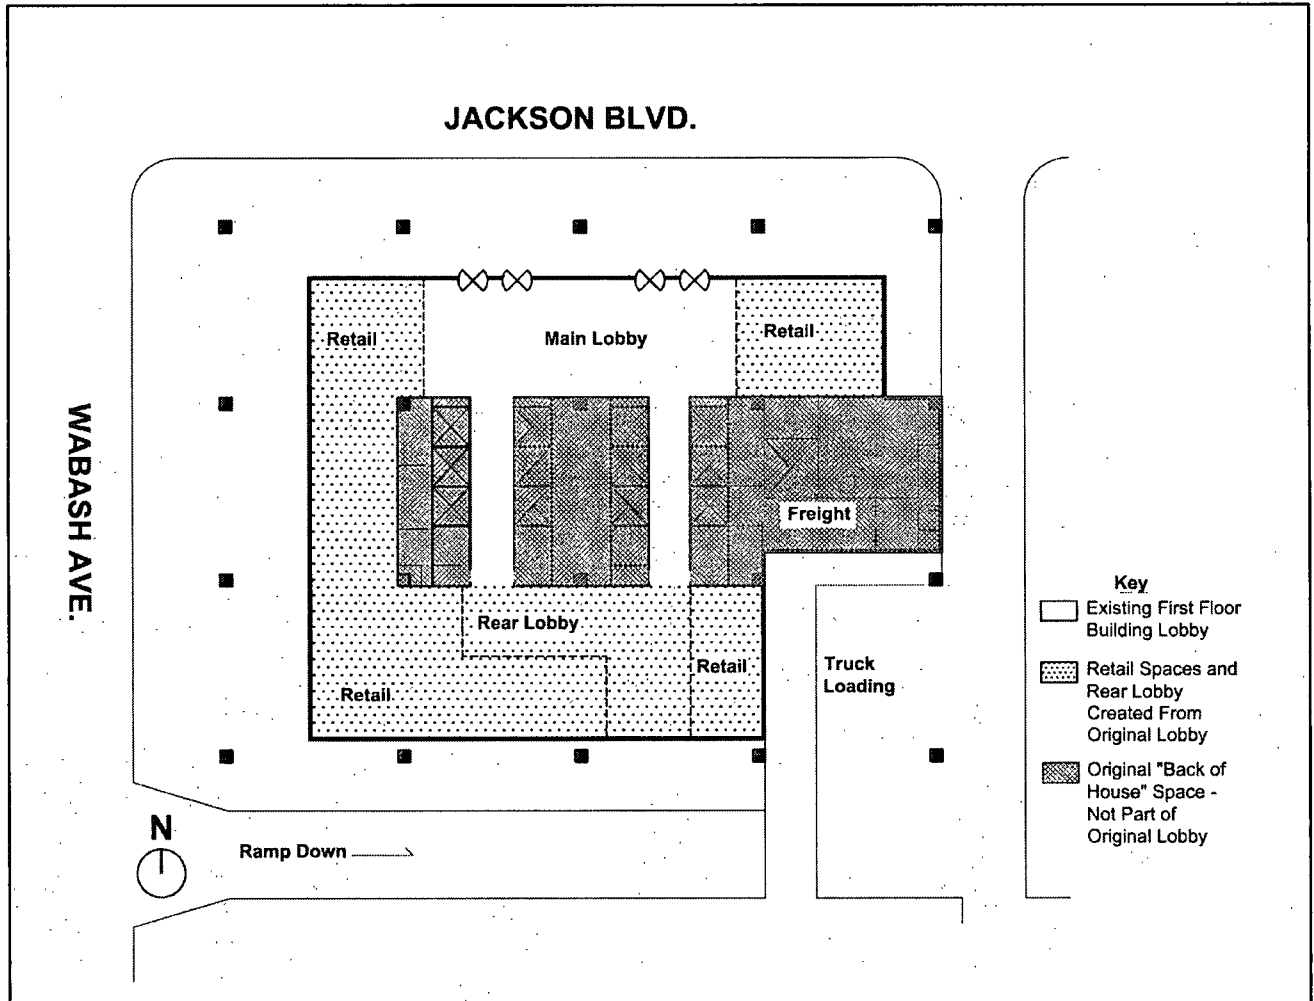 JACKSON BLVD.
WABASH AVE.
Retail
Main Lobby
Retail
Freight
Rear Lobby
Retail
Retail
Truck
Loading
Key
Existing First Floor
Building Lobby
Retail Spaces and
Rear Lobby
Created From
Original Lobby
Original "Back of
House" Space -
Not Part of
Original Lobby
N
Ramp Down